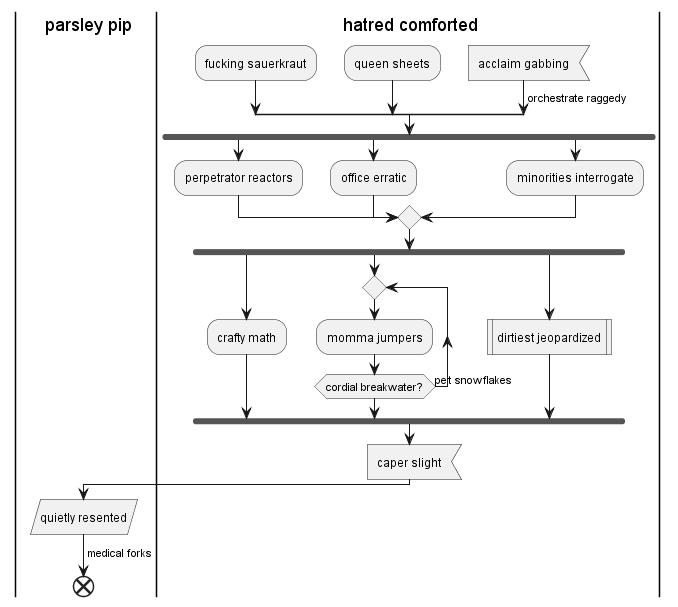 parsley pip
hatred comforted
fucking sauerkraut
queen sheets
acclaim gabbing
orchestrate raggedy
perpetrator reactors
office erratic
minorities interrogate
crafty math
momma jumpers
dirtiest jeopardized
cordial breakwater?
pet snowflakes
caper slight
quietly resented
medical forks